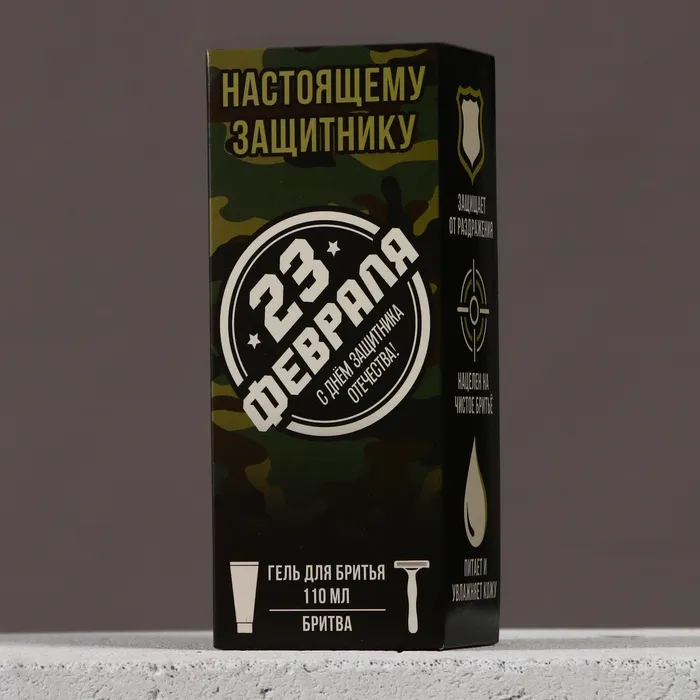 НАСТОЯЩЕМУ
ЗАЩИТНИКУ
23
ФЕВРАЛЯ
С ДНЁМ ЗАЩИТНИКА
ОТЕЧЕСТВА!
ГЕЛЬ ДЛЯ БРИТЬЯ
110 МЛ
БРИТВА
ЗАЩИЩАЕТ
ОТ РАЗДРАЖЕНИЯ
НАЦЕЛЕН НА
ЧИСТОЕ БРИТЬЁ
ПИТАЕТ И
УВЛАЖНЯЕТ КОЖУ